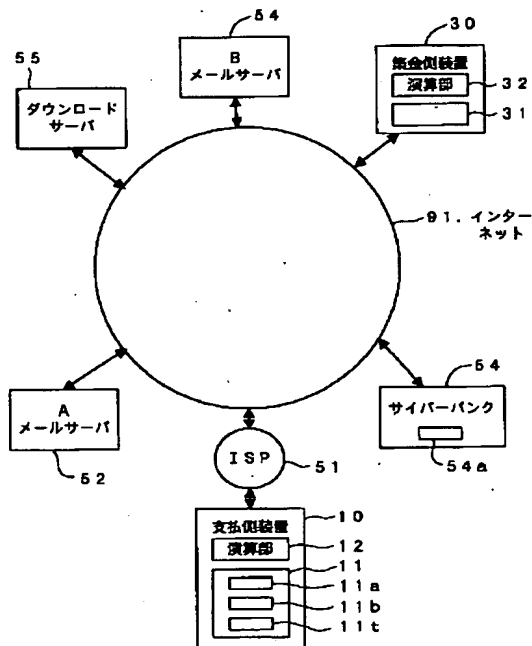 54
B
メールサーバ
55
ダウンロード
サーバ
30
集金側装置
演算部
32
31
91.インター
ネット
A
メールサーバ
52
54
サイバーバンク
54a
ISP
51
10
支払側装置
演算部
12
11
11a
11b
11t